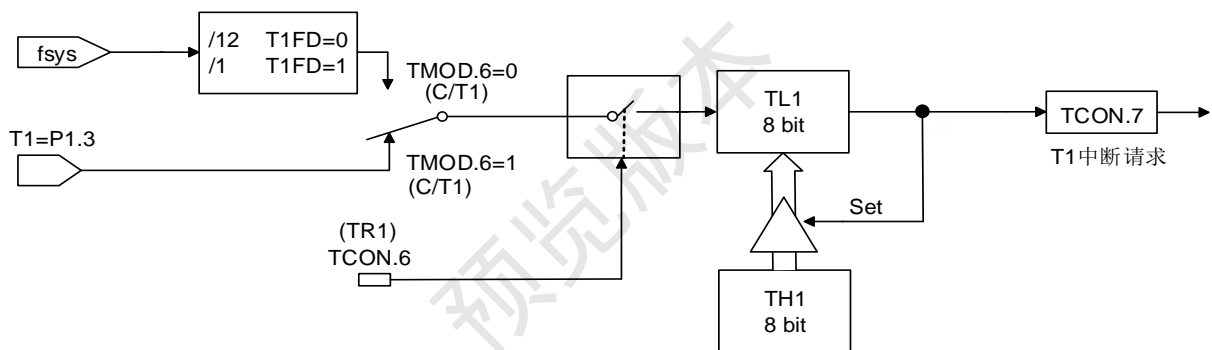 fsys
/12 T1FD=0
/1 T1FD=1
TMOD.6=0
(C/T1)
T1=P1.3
TMOD.6=1
(C/T1)
(TR1)
TCON.6
TL1
8 bit
TCON.7
T1中断请求
Set
TH1
8 bit
预览版本